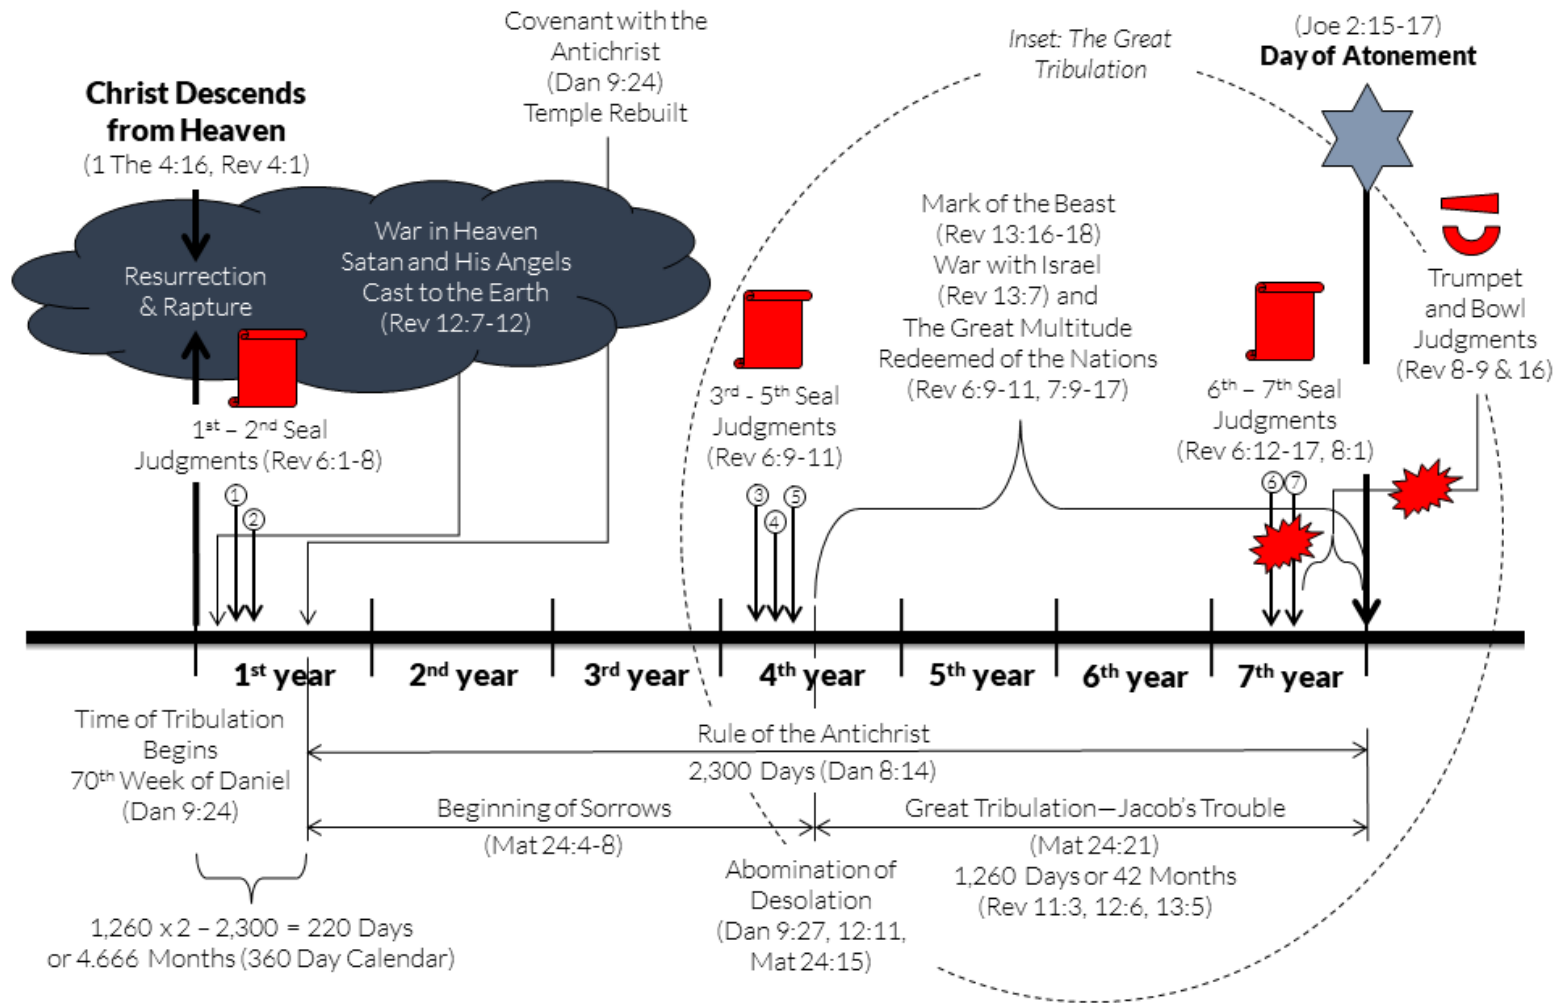 Covenant with the
Antichrist
(Dan 9:24)
Temple Rebuilt
Inset: The Great
Tribulation
(Joe 2:15-17)
Day of Atonement
Christ Descends
from Heaven
(1 The 4:16, Rev 4:1)
Resurrection
& Rapture
War in Heaven
Satan and His Angels
Cast to the Earth
(Rev 12:7-12)
Mark of the Beast
(Rev 13:16-18)
War with Israel
(Rev 13:7) and
The Great Multitude
Redeemed of the Nations
(Rev 6:9-11, 7:9-17)
Trumpet
and Bowl
Judgments
(Rev 8-9 & 16)
1st – 2nd Seal
Judgments (Rev 6:1-8)
3rd - 5th Seal
Judgments
(Rev 6:9-11)
6th – 7th Seal
Judgments
(Rev 6:12-17, 8:1)
1
2
3
4
5
6
7
1st year
2nd year
3rd year
4th year
5th year
6th year
7th year
Time of Tribulation
Begins
70th Week of Daniel
(Dan 9:24)
Rule of the Antichrist
2,300 Days (Dan 8:14)
Beginning of Sorrows
(Mat 24:4-8)
Great Tribulation—Jacob's Trouble
(Mat 24:21)
1,260 Days or 42 Months
(Rev 11:3, 12:6, 13:5)
Abomination of
Desolation
(Dan 9:27, 12:11,
Mat 24:15)
1,260 x 2 – 2,300 = 220 Days
or 4.666 Months (360 Day Calendar)